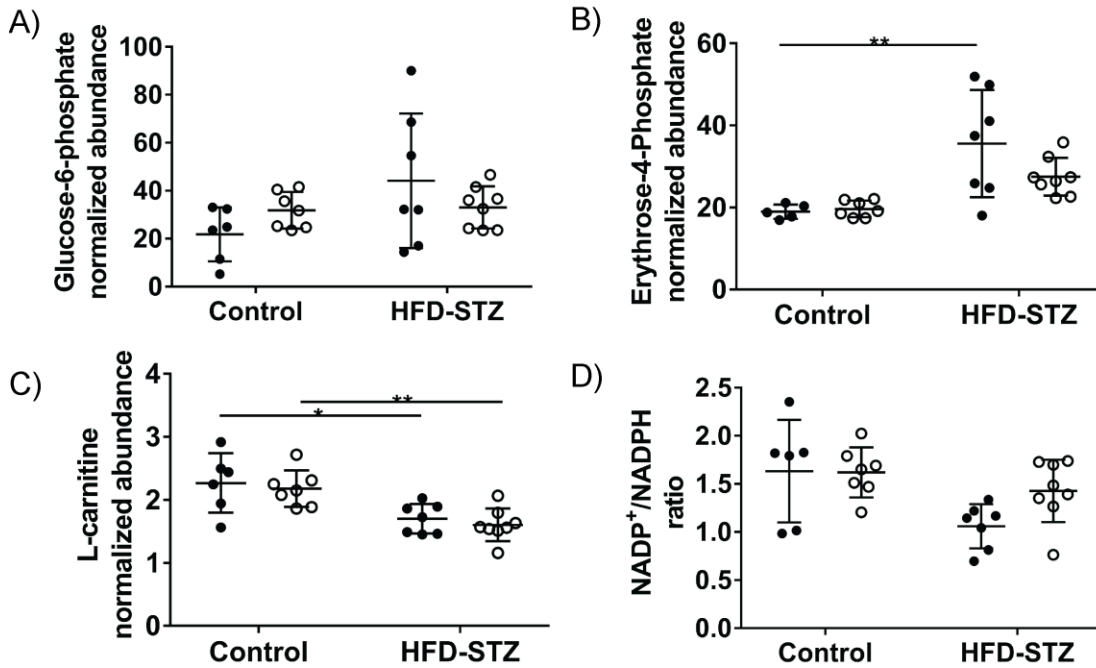 A)
Glucose-6-phosphate
normalized abundance
100
80
60
40
20
0
Control
HFD-STZ
B)
Erythrose-4-Phosphate
normalized abundance
60
40
20
0
**
Control
HFD-STZ
C)
L-carnitine
normalized abundance
4
3
2
1
0
*
**
Control
HFD-STZ
D)
NADP+/NADPH
ratio
2.5
2.0
1.5
1.0
0.5
0.0
Control
HFD-STZ